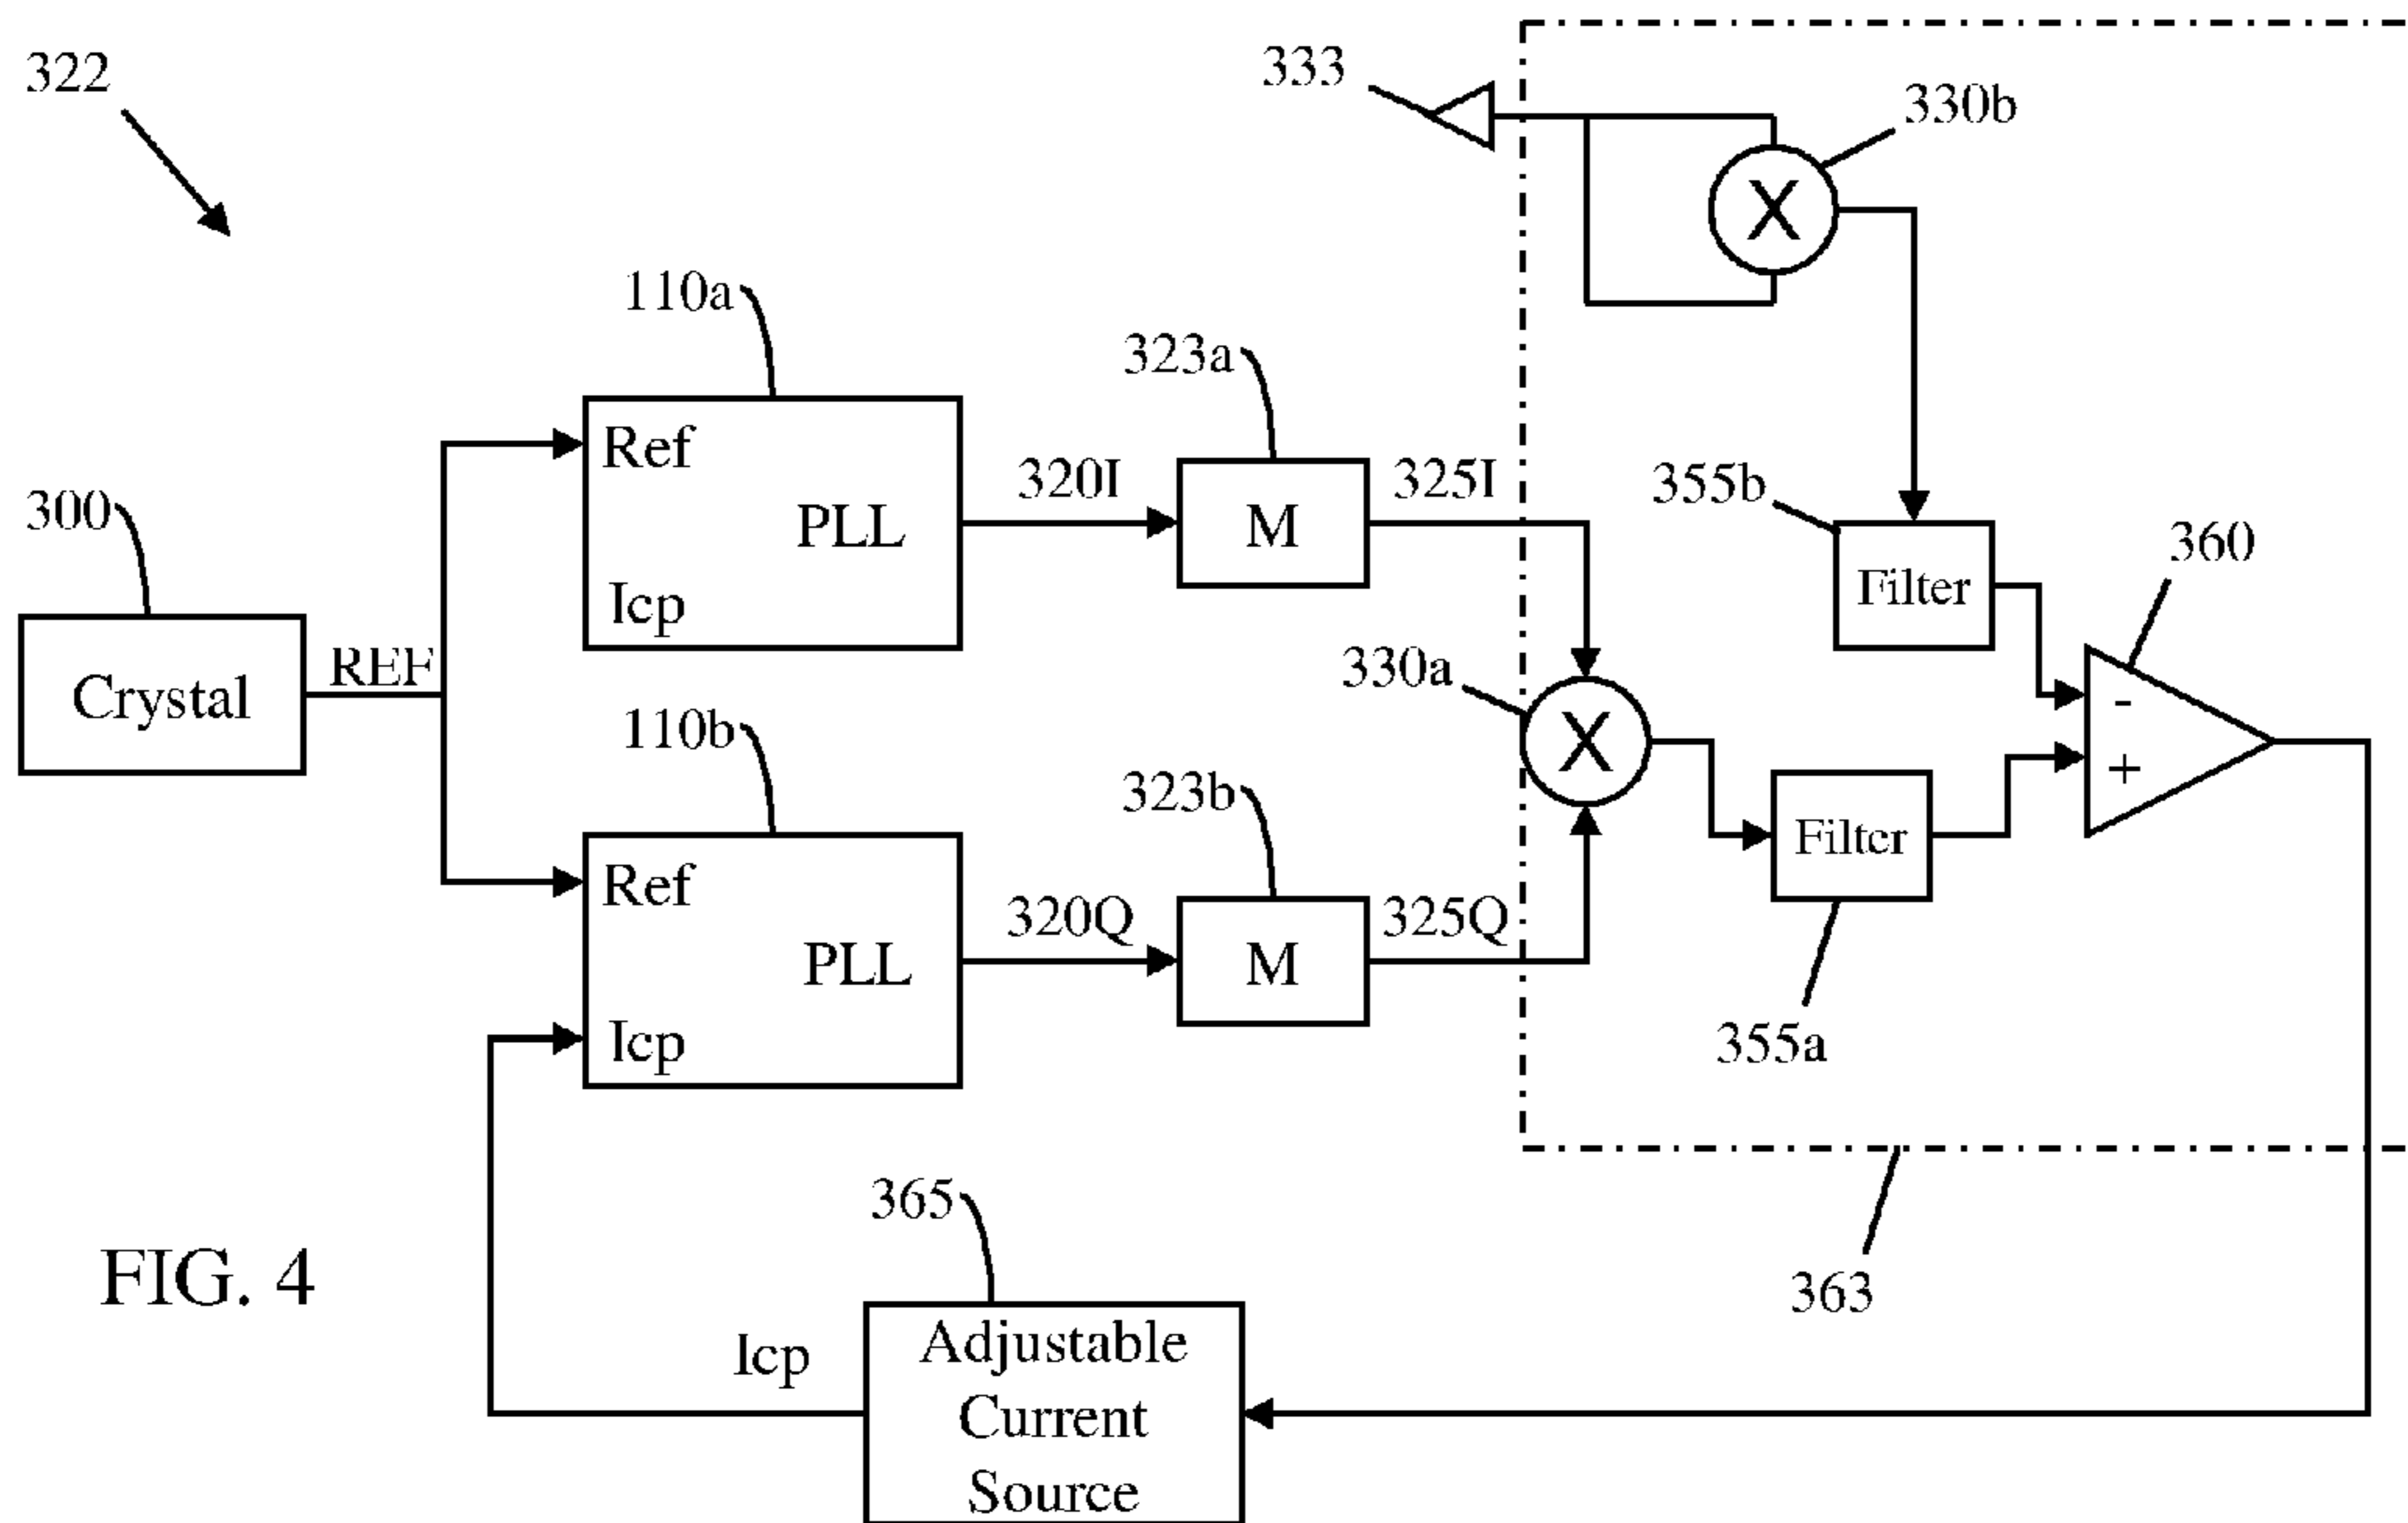 322
333
330b
110a
323a
Ref
320I
325I
355b
300
PLL
M
360
Filter
Icp
330a
REF
Crystal
X
X
-
+
110b
323b
Filter
Ref
320Q
325Q
PLL
M
Icp
355a
365
363
FIG. 4
Icp
Adjustable
Current
Source